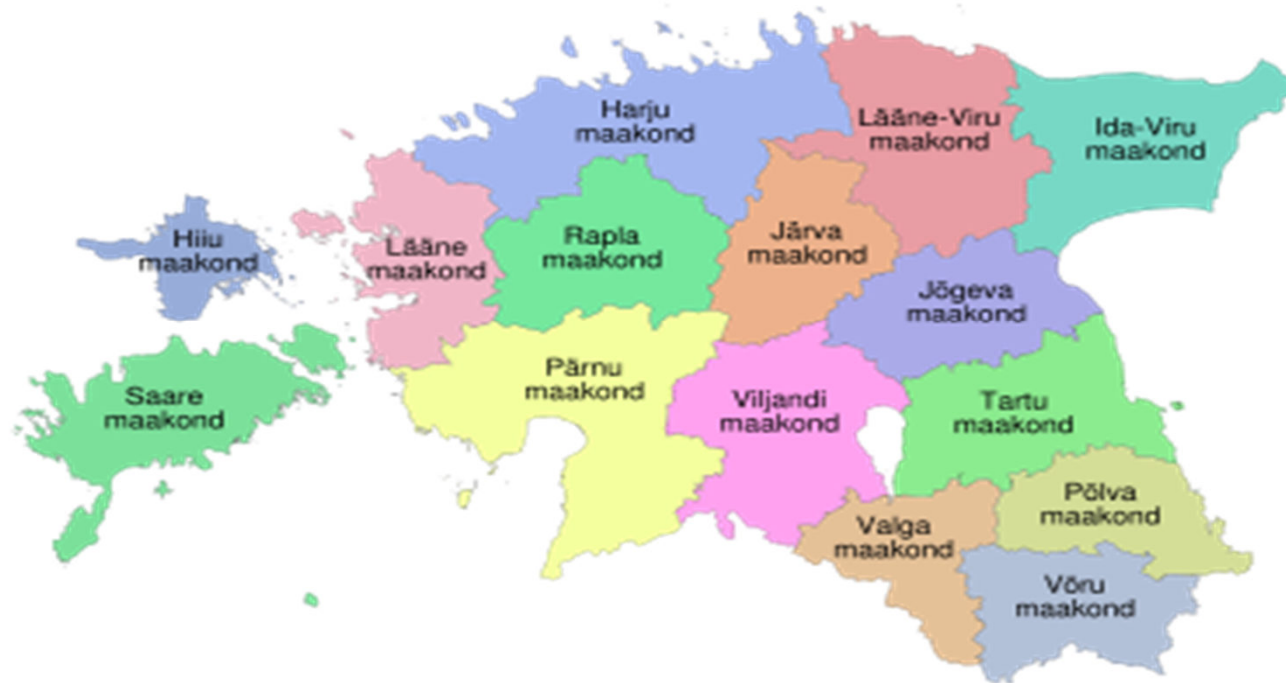 Harju
maakond
Lääne-Viru
maakond
Ida-Viru
maakond
Hiiu
maakond
Lääne
maakond
Rapla
maakond
Järva
maakond
Jõgeva
maakond
Saare
maakond
Pärnu
maakond
Viljandi
maakond
Tartu
maakond
Põlva
maakond
Valga
maakond
Võru
maakond